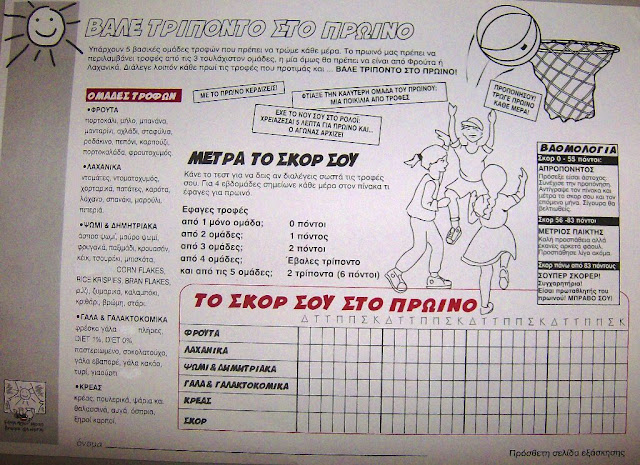 ΒΑΛΕ ΤΡΙΠΟΝΤΟ ΣΤΟ ΠΡΩΙΝΟ
Υπάρχουν 5 βασικές ομάδες τροφών που πρέπει να τρώμε κάθε μέρα. Το πρωινό μας πρέπει να
περιλαμβάνει τροφές από τις 3 τουλάχιστον ομάδες, η μία όμως θα πρέπει να είναι από Φρούτα ή
Λαχανικά. Διάλεγε λοιπόν κάθε πρωί τις τροφές που προτιμάς και ... ΒΑΛΕ ΤΡΙΠΟΝΤΟ ΣΤΟ ΠΡΩΙΝΟ!
ΜΕ ΤΟ ΠΡΩΙΝΟ ΚΕΡΔΙΖΕΙΣ!
ΦΤΙΑΞΕ ΤΗΝ ΚΑΛΥΤΕΡΗ ΟΜΑΔΑ ΤΟΥ ΠΡΩΙΝΟΥ:
ΜΙΑ ΠΟΙΚΙΛΙΑ ΑΠΟ ΤΡΟΦΕΣ
ΕΧΕ ΤΟ ΝΟΥ ΣΟΥ ΣΤΟ ΡΟΛΟΙ:
ΧΡΕΙΑΖΕΣΑΙ 5 ΛΕΠΤΑ ΓΙΑ ΠΡΩΙΝΟ ΚΑΙ...
Ο ΑΓΩΝΑΣ ΑΡΧΙΖΕΙ!
ΠΡΟΠΟΝΗΣΟΥ!
ΤΡΩΓΕ ΠΡΩΙΝΟ
ΚΑΘΕ ΜΕΡΑ!
ΟΜΑΔΕΣ ΤΡΟΦΩΝ
•ΦΡΟΥΤΑ
πορτοκάλι, μήλο, μπανάνα,
μανταρίνι, αχλάδι, σταφύλια,
ροδάκινο, πεπόνι, καρπούζι,
πορτοκαλάδα, φρουτοχυμός.
•ΛΑΧΑΝΙΚΑ
ντομάτες, ντοματοχυμός,
χορταρικά, πατάτες, καρότα,
λάχανο, σπανάκι, μαρούλι,
πιπεριά.
•ΨΩΜΙ & ΔΗΜΗΤΡΙΑΚΑ
άσπρο ψωμί, μαύρο ψωμί,
φρυγανιά, παξιμάδι, κρουασάν,
κέικ, τσουρέκι, μπισκότα,
CORN FLAKES,
RICE KRISPIES, BRAN FLAKES,
ρύζι, ζυμαρικά, καλαμπόκι,
κριθάρι, βρώμη, στάρι.
•ΓΑΛΑ & ΓΑΛΑΚΤΟΚΟΜΙΚΑ
φρέσκο γάλα πλήρες,
DIET 1%, DIET 0%,
παστεριωμένο, σοκολατούχο,
γάλα εβαπορέ, γάλα κακάο,
τυρί, γιαούρτι
•ΚΡΕΑΣ
κρέας, πουλερικά, ψάρια και
θαλασσινά, αυγά, όσπρια,
ξηροί καρποί.
όνομα
ΜΕΤΡΑ ΤΟ ΣΚΟΡ ΣΟΥ
Κάνε το τεστ για να δεις αν διαλέγεις σωστά τις τροφές
σου. Για 4 εβδομάδες σημείωνε κάθε μέρα στον πίνακα τι
έφαγες για πρωινό.
Εφαγες τροφές
από 1 μόνο ομάδα; 0 πόντοι
από 2 ομάδες; 1 πόντος
από 3 ομάδες; 2 πόντοι
από 4 ομάδες; Έβαλες τρίποντο
και από τις 5 ομάδες; 2 τρίποντα (6 πόντοι)
ΒΑΘΜΟΛΟΓΙΑ
Σκορ 0 - 55 πόντοι:
ΑΠΡΟΠΟΝΗΤΟΣ
Πρόσεξε είσαι άστοχος.
Συνέχισε την προπόνηση.
Αντίγραψε τον πίνακα και
μέτρα το σκορ σου και τον
επόμενο μήνα. Σίγουρα θα
βελτιωθείς.
Σκορ 56 -83 πόντοι
ΜΕΤΡΙΟΣ ΠΑΙΚΤΗΣ
Καλή προσπάθεια αλλά
έκανες αρκετά φάουλ.
Προσπάθησε λίγο ακόμα.
Σκορ πάνω από 83 πόντους
ΣΟΥΠΕΡ ΣΚΟΡΕΡ!
Συγχαρητήρια!
Είσαι πρωταθλητής του
πρωινού! ΜΠΡΑΒΟ ΣΟΥ!
ΤΟ ΣΚΟΡ ΣΟΥ ΣΤΟ ΠΡΩΙΝΟ
Δ Τ Τ Π Π Σ Κ Δ Τ Τ Π Π Σ Κ Δ Τ Τ Π Π Σ Κ Δ Τ Τ Π Π Σ Κ
ΦΡΟΥΤΑ
ΛΑΧΑΝΙΚΑ
ΨΩΜΙ & ΔΗΜΗΤΡΙΑΚΑ
ΓΑΛΑ & ΓΑΛΑΚΤΟΚΟΜΙΚΑ
ΚΡΕΑΣ
ΣΚΟΡ
Πρόσθετη σελίδα εξάσκησης